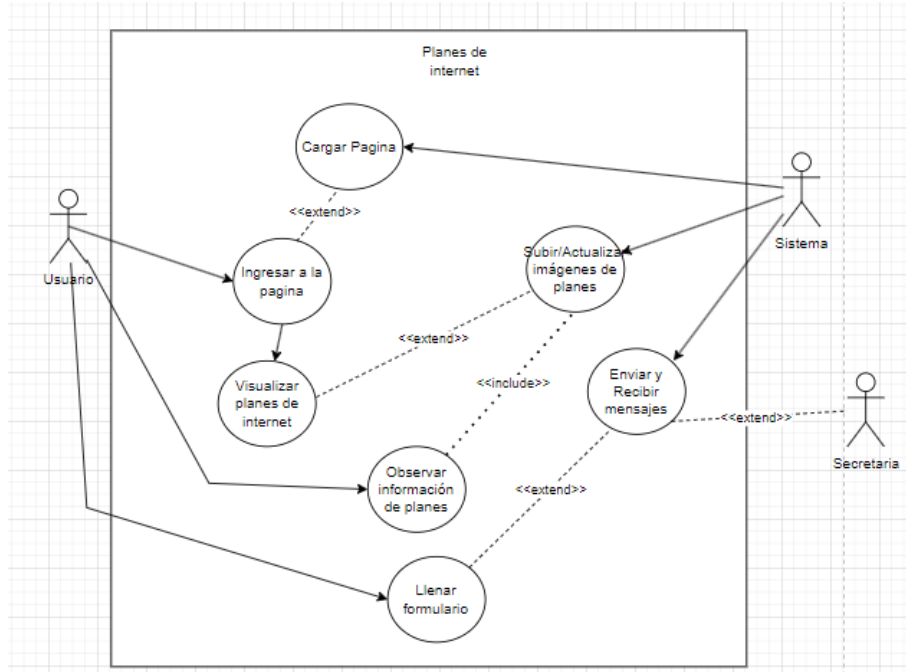 Planes de
internet
Cargar Pagina
<<extend>>
Usuario
Ingresar a la
pagina
Subir/Actualiza
imágenes de
planes
Sistema
<<extend>>
Visualizar
planes de
internet
<<include>>
Enviar y
Recibir
mensajes
<<extend>>
Secretaria
Observar
información
de planes
<<extend>>
Llenar
formulario